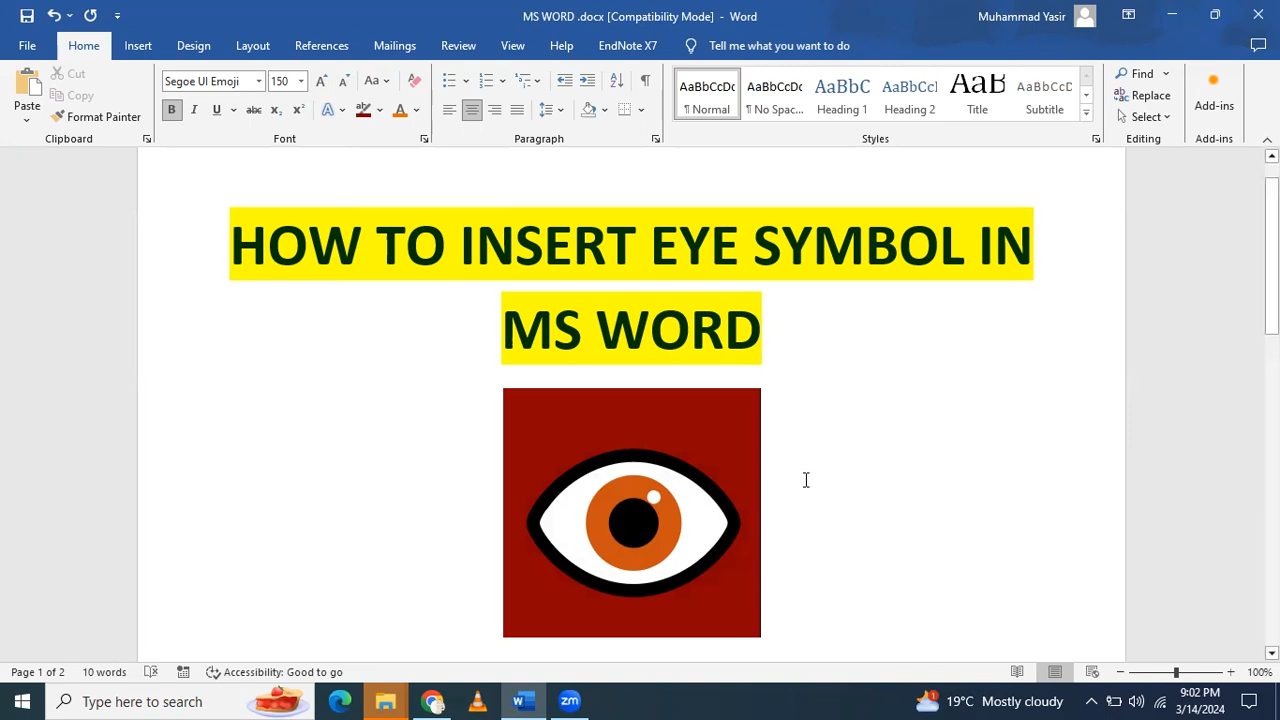 MS WORD .docx [Compatibility Mode] - Word
Muhammad Yasir
File Home Insert Design Layout References Mailings Review View Help EndNote X7 Tell me what you want to do
Paste
Cut
Copy
Format Painter
Clipboard
Segoe UI Emoji 150 Aa A
B I U abc x₂ x² A A
Font
Paragraph
AaBbCcDc AaBbCcDc AaBbC AaBbCcl AaB AaBbCcD
¶ Normal ¶ No Spac... Heading 1 Heading 2 Title Subtitle
Styles
Find
Replace
Select
Editing
Add-ins
Add-ins
HOW TO INSERT EYE SYMBOL IN
MS WORD
Page 1 of 2 10 words Accessibility: Good to go 100%
Type here to search
19°C Mostly cloudy
9:02 PM
3/14/2024